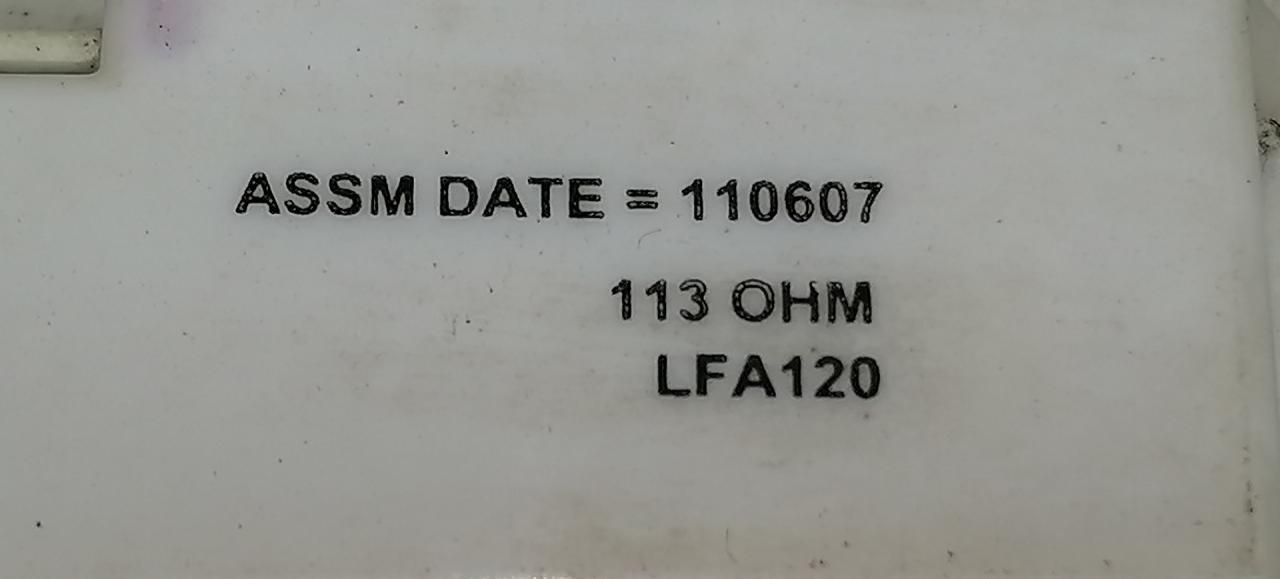 ASSM DATE = 110607
113 OHM
LFA120